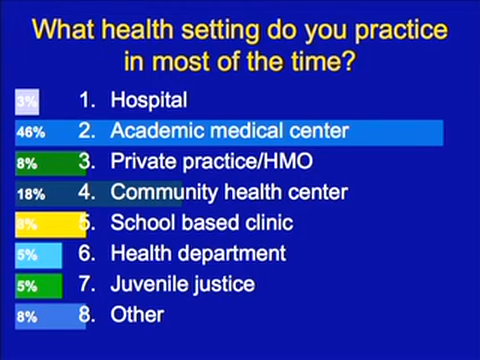 What health setting do you practice
in most of the time?
3% 1. Hospital
46% 2. Academic medical center
8% 3. Private practice/HMO
18% 4. Community health center
8% 5. School based clinic
5% 6. Health department
5% 7. Juvenile justice
8% 8. Other